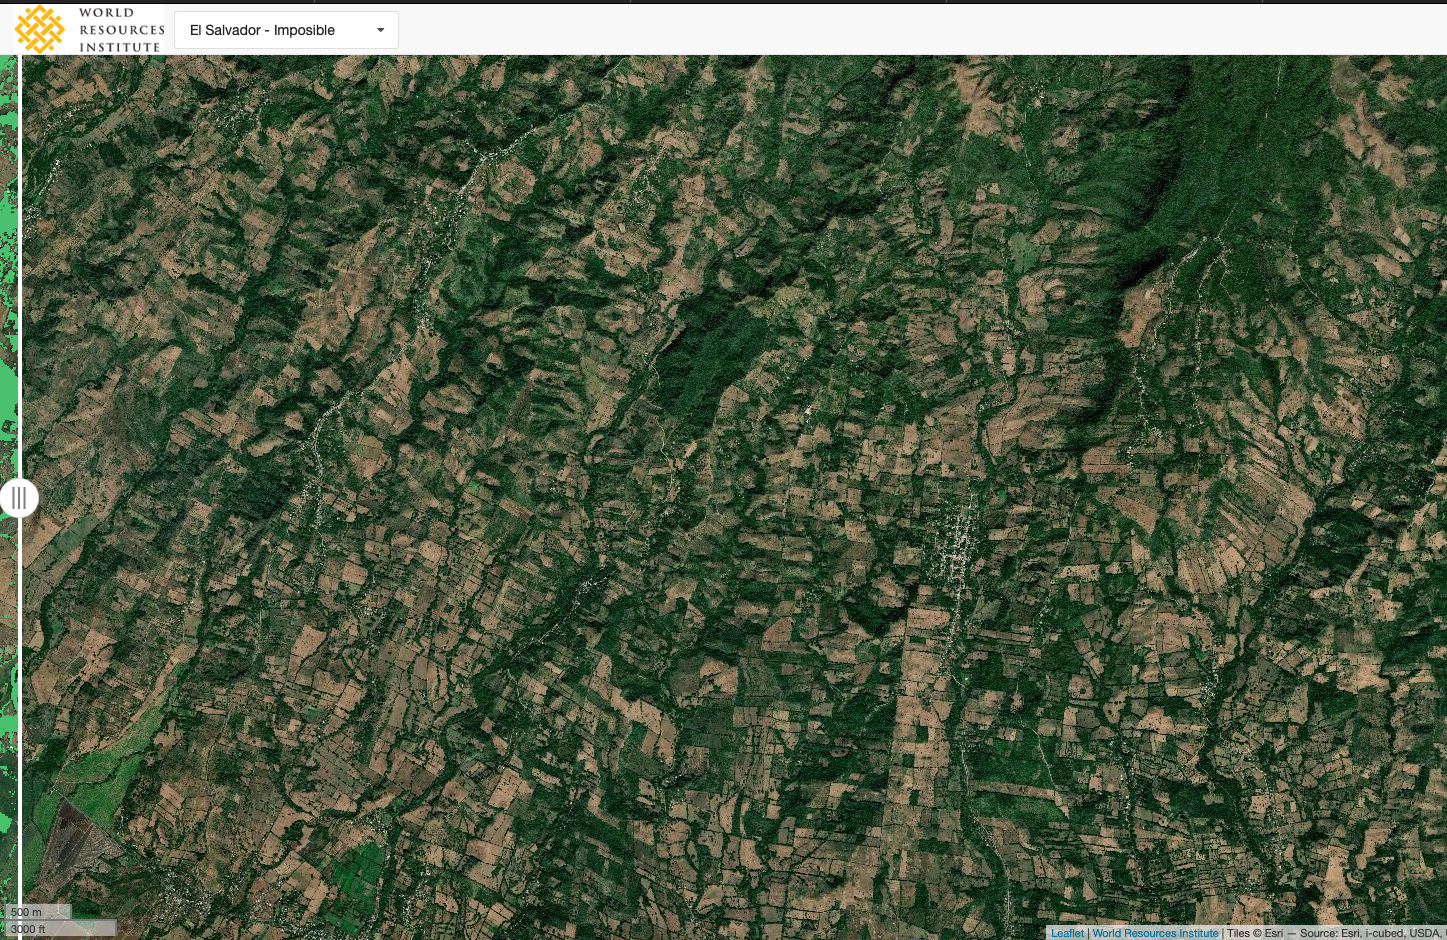 WORLD
RESOURCES
INSTITUTE
El Salvador - Imposible
500 m
3000 ft
Leaflet | World Resources Institute | Tiles © Esri — Source: Esri, i-cubed, USDA,